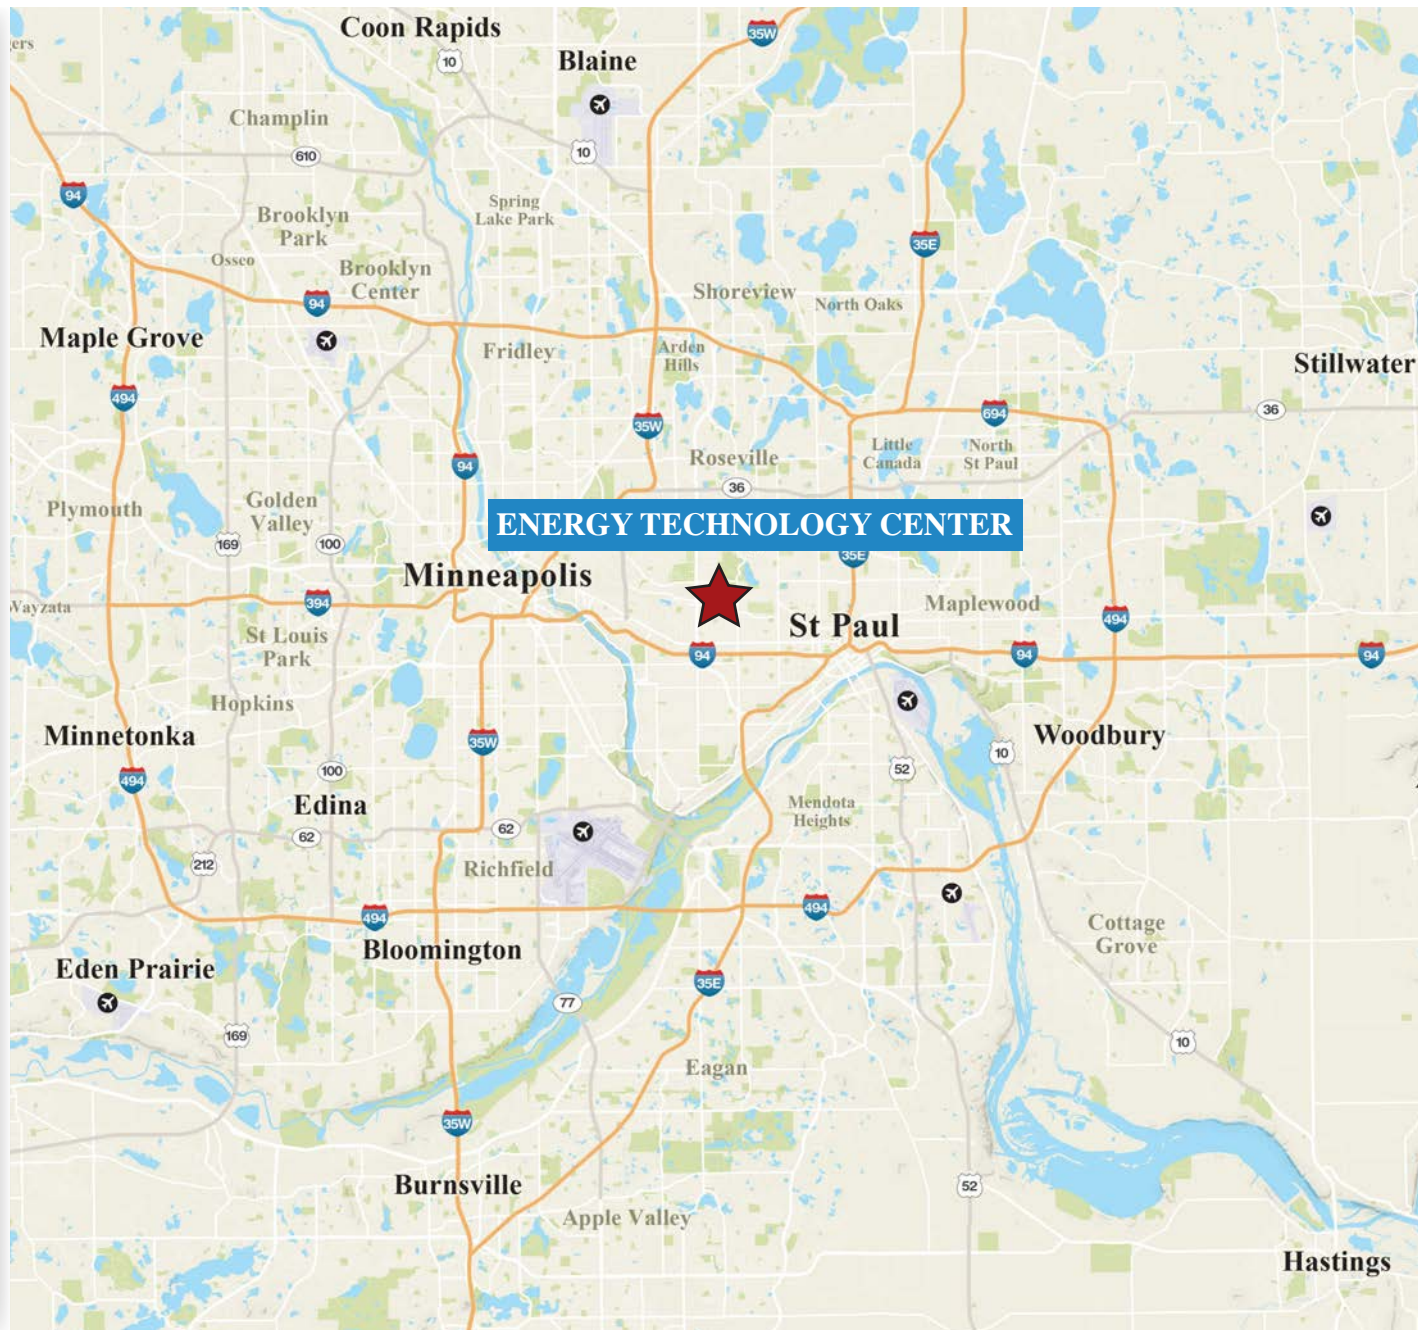 Coon Rapids
35W
gers
10
Blaine
Champlin
610
10
94
Spring
Lake Park
Brooklyn
Park
35E
Osseo
Brooklyn
Center
Shoreview
North Oaks
94
Maple Grove
Fridley
Arden
Hills
Stillwater
494
694
36
35W
Little
Canada
North
St Paul
94
Roseville
36
Plymouth
Golden
Valley
ENERGY TECHNOLOGY CENTER
169
100
35E
Minneapolis
Wayzata
394
Maplewood
494
St Louis
Park
St Paul
94
94
94
Hopkins
Minnetonka
35W
Woodbury
10
494
100
52
Edina
Mendota
Heights
62
62
212
Richfield
494
494
Cottage
Grove
Bloomington
Eden Prairie
35E
77
169
10
Eagan
35W
Burnsville
52
Apple Valley
Hastings